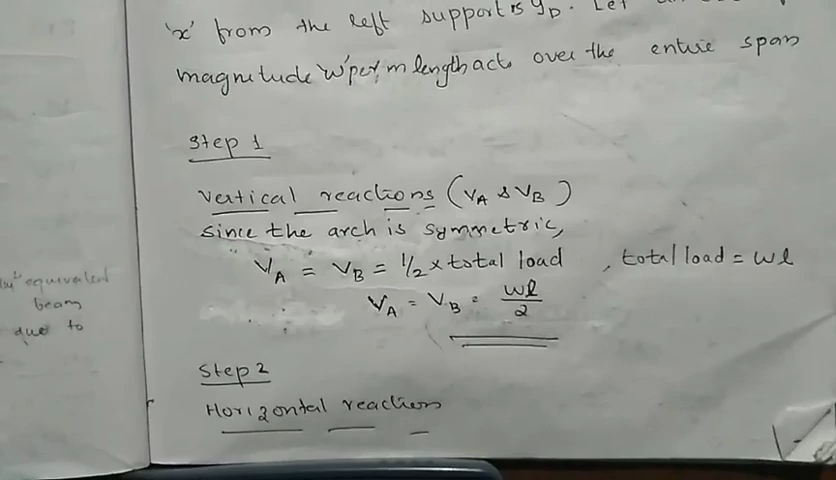 'x' from the left support is yD. Let
magnitude 'w' per m length acts over the entire span
Step 1
Vertical reactions (VA & VB)
since the arch is symmetric,
VA = VB = 1/2 × total load , total load = wl
VA = VB = wl/2
Step 2
Horizontal reaction
equivalent
beam
due to